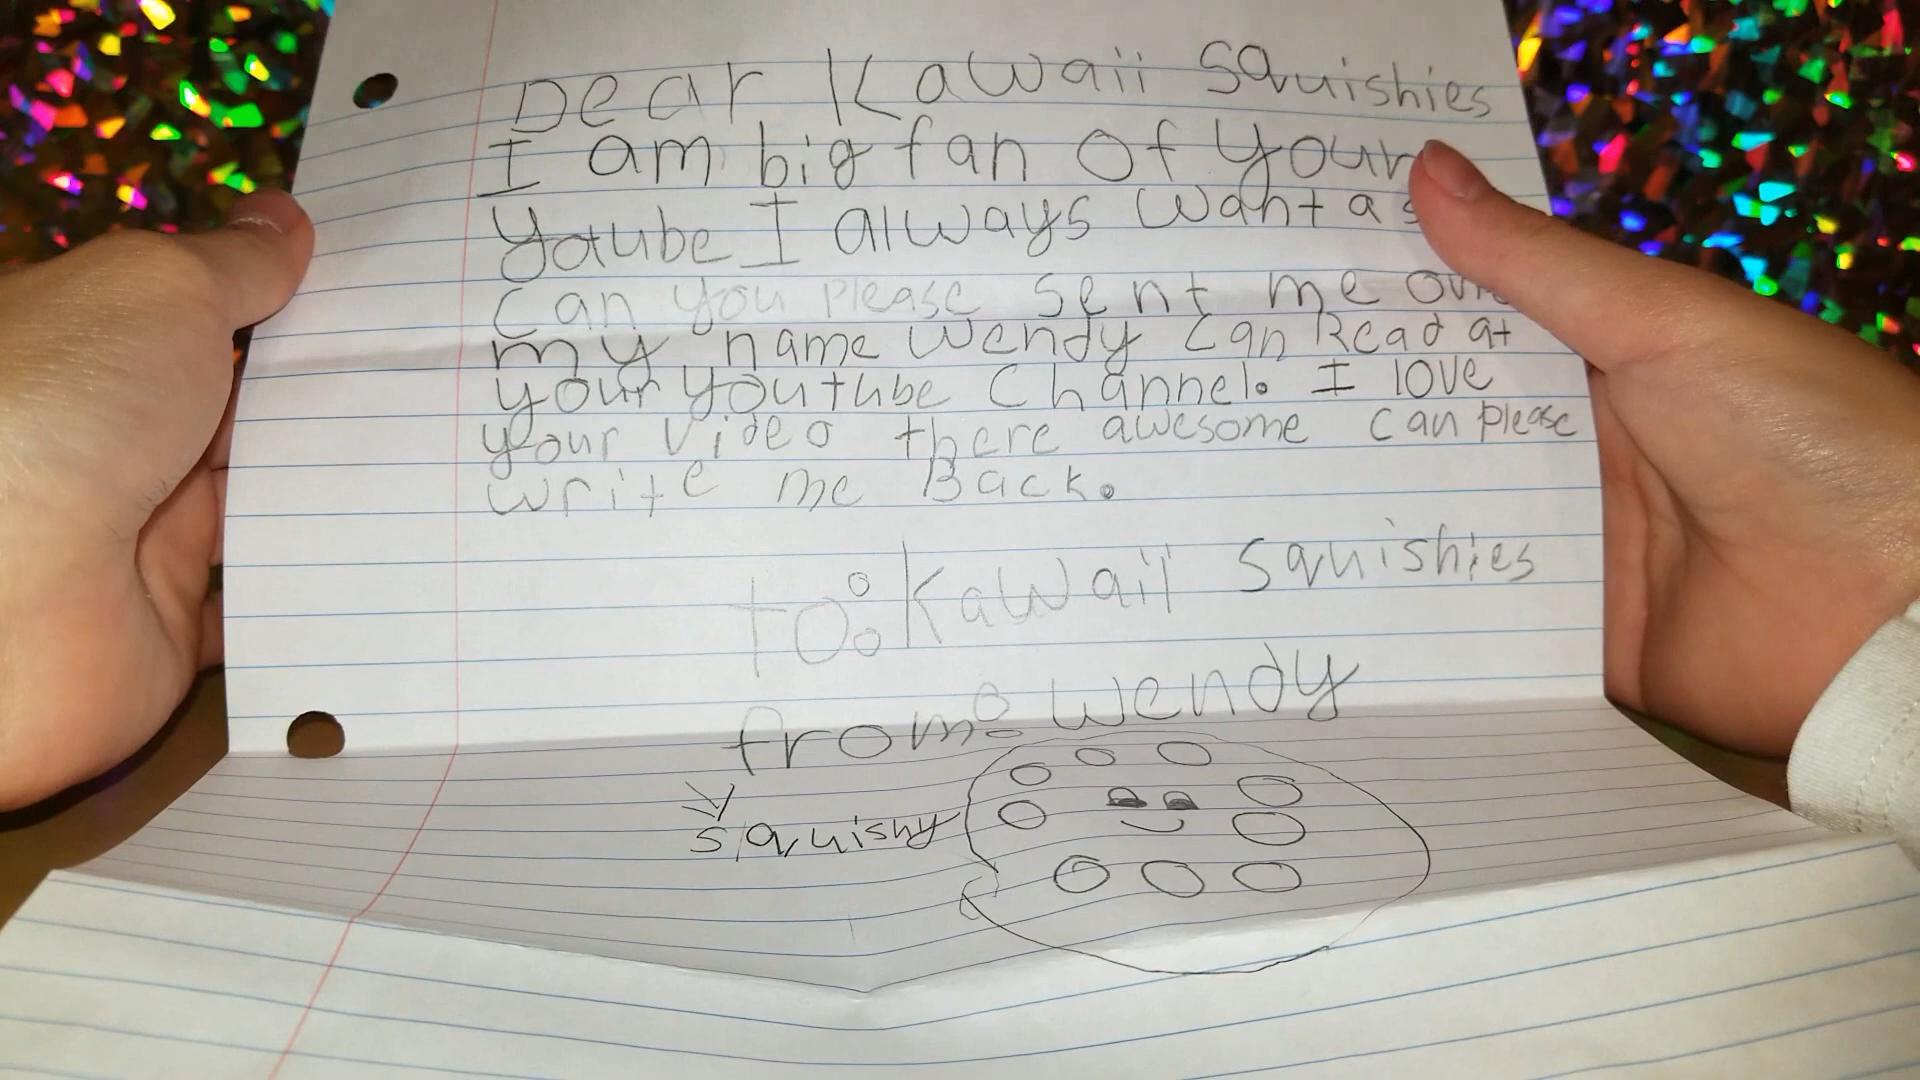 Dear Kawaii Squishies
I am big fan of your
Yatube I always want a
Can you please sent me
my name wendy can Read at
your youtube Channel. I love
your video there awesome can please
write me Back.
to: Kawaii squishies
from: wendy
squishy